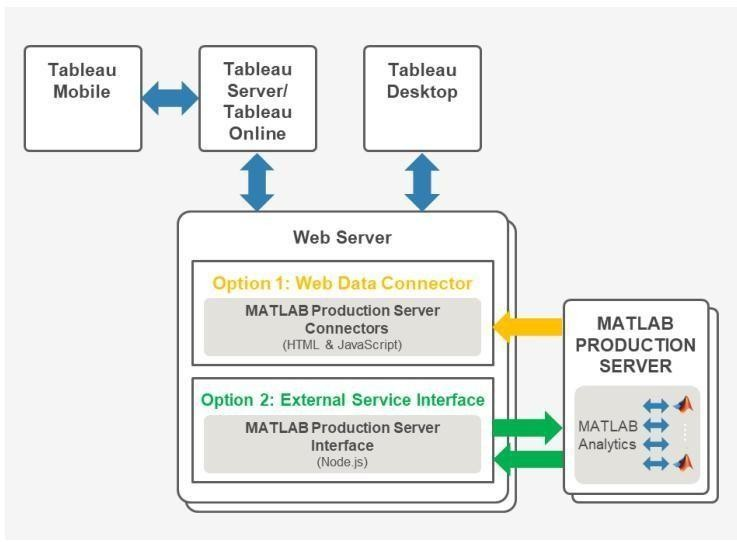 Tableau
Mobile
Tableau
Server/
Tableau
Online
Tableau
Desktop
Web Server
Option 1: Web Data Connector
MATLAB Production Server
Connectors
(HTML & JavaScript)
Option 2: External Service Interface
MATLAB Production Server
Interface
(Node.js)
MATLAB
PRODUCTION
SERVER
MATLAB
Analytics